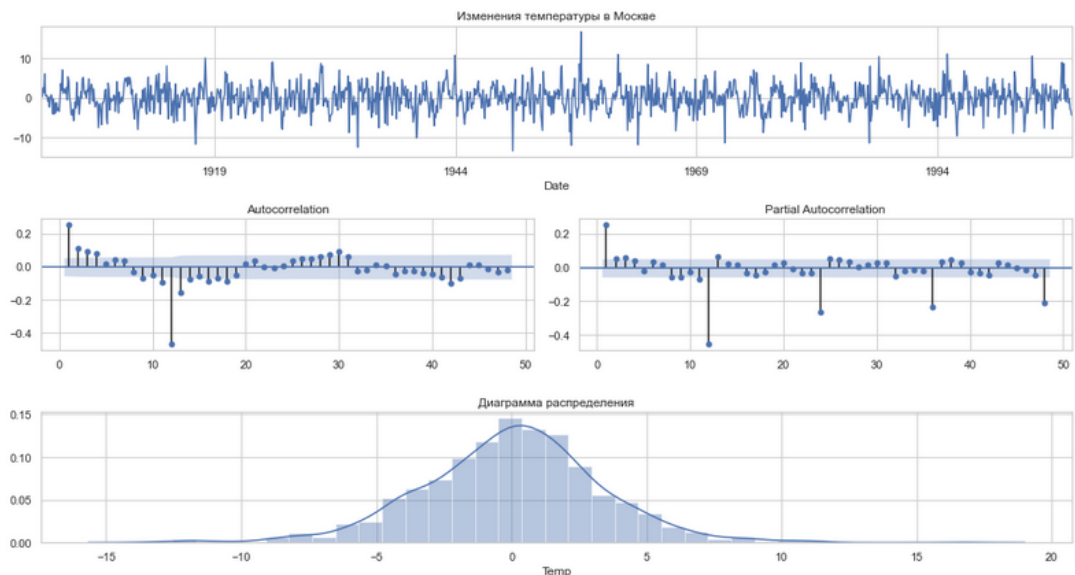 Изменения температуры в Москве
10
0
−10
1919 1944 1969 1994
Date
Autocorrelation
0.2
0.0
−0.2
−0.4
0 10 20 30 40 50
Partial Autocorrelation
0.2
0.0
−0.2
−0.4
0 10 20 30 40 50
Диаграмма распределения
0.15
0.10
0.05
0.00
−15 −10 −5 0 5 10 15 20
Temp